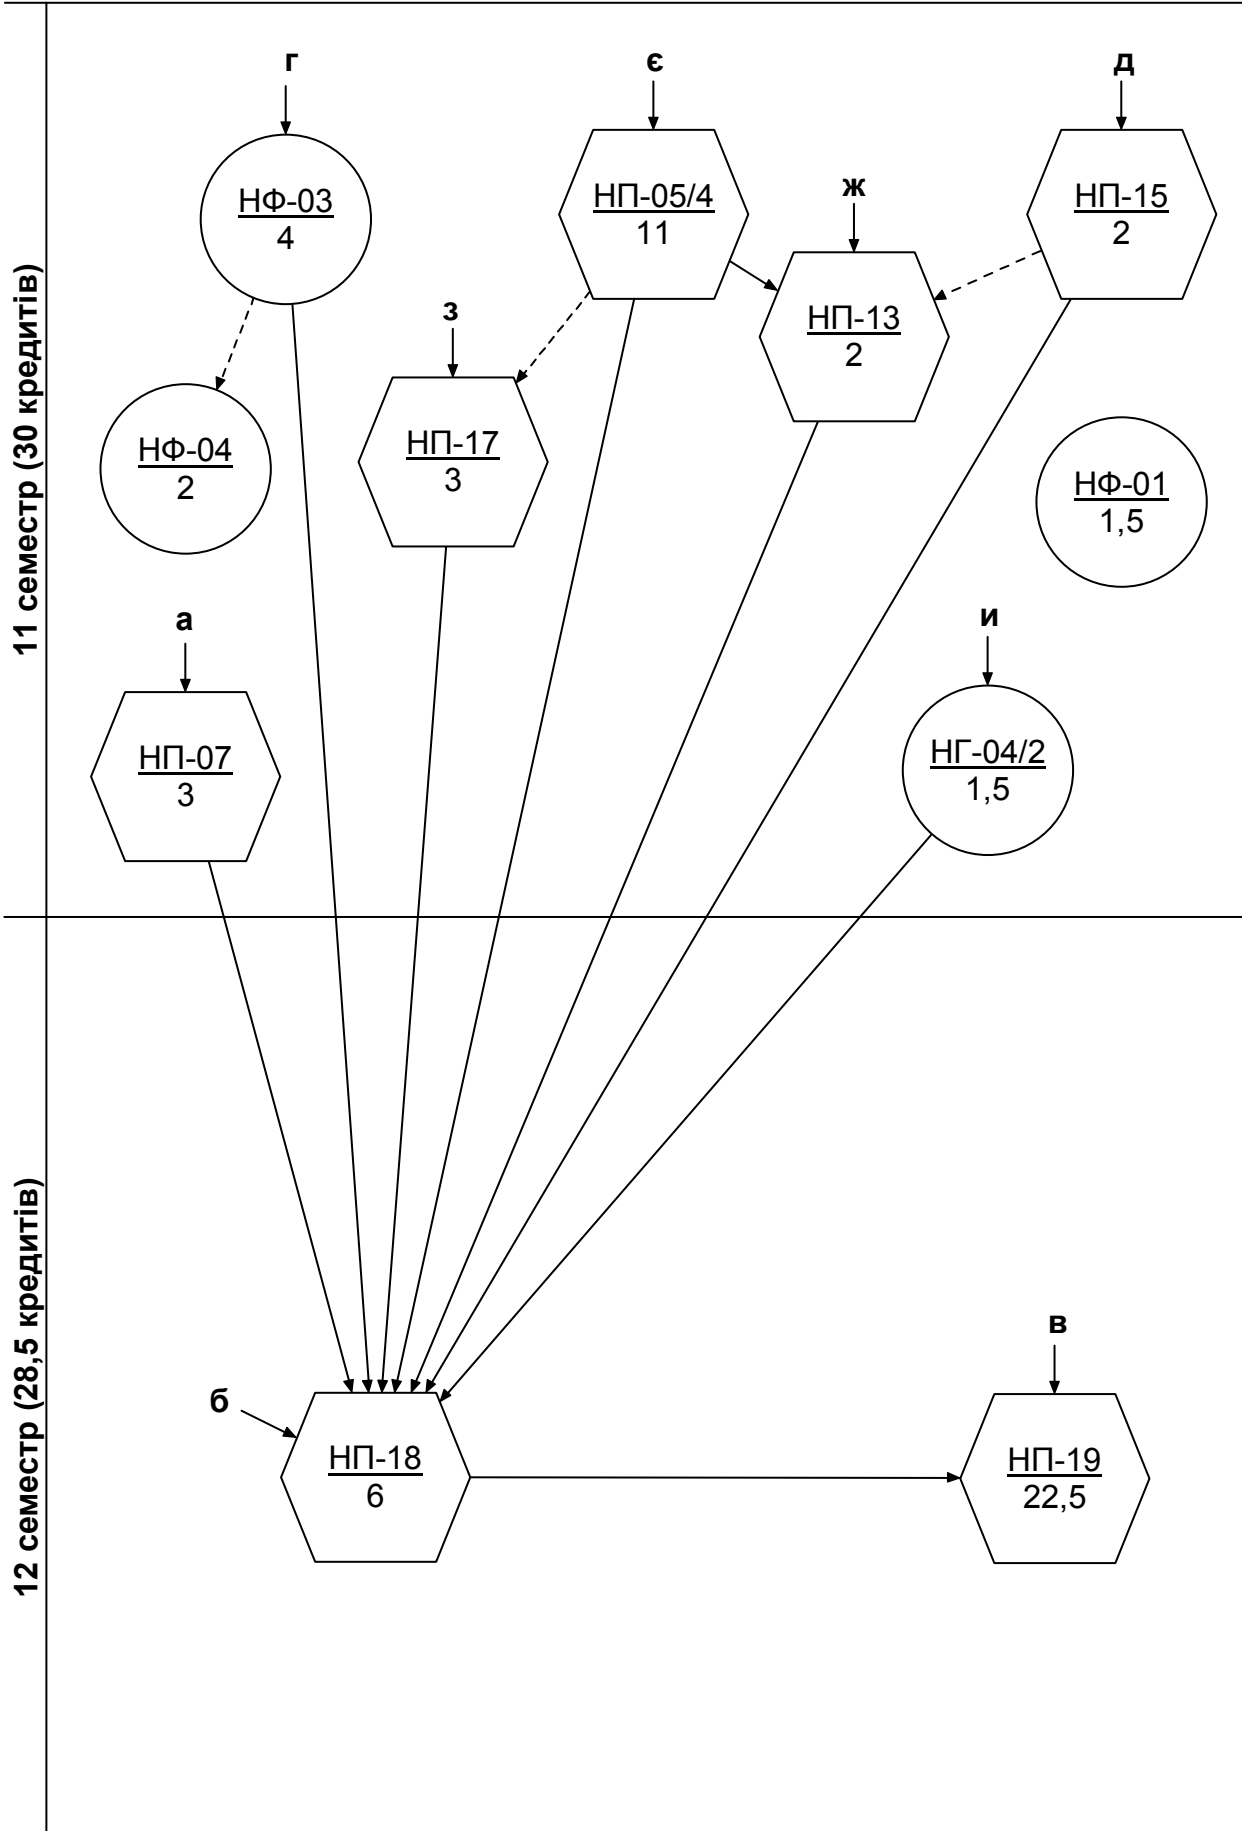 11 семестр (30 кредитів)
г
є
д
НФ-03
4
НП-05/4
11
ж
НП-15
2
з
НП-13
2
НФ-04
2
НП-17
3
НФ-01
1,5
а
и
НП-07
3
НГ-04/2
1,5
12 семестр (28,5 кредитів)
в
б
НП-18
6
НП-19
22,5